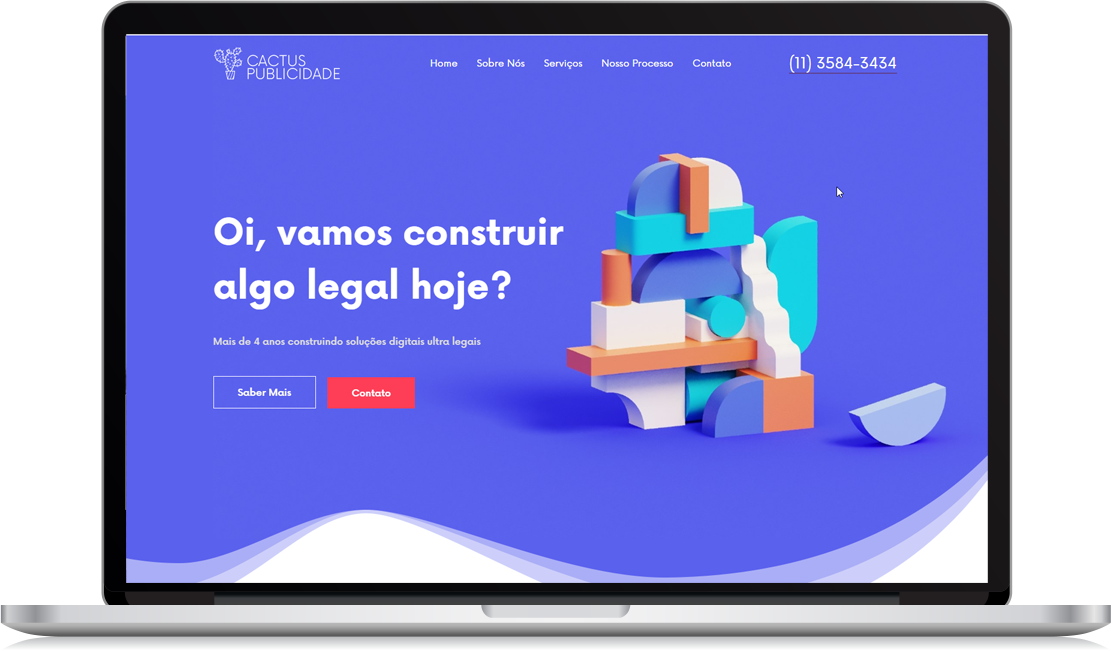 CACTUS
PUBLICIDADE
Home Sobre Nós Serviços Nosso Processo Contato
(11) 3584-3434
Oi, vamos construir
algo legal hoje?
Mais de 4 anos construindo soluções digitais ultra legais
Saber Mais
Contato